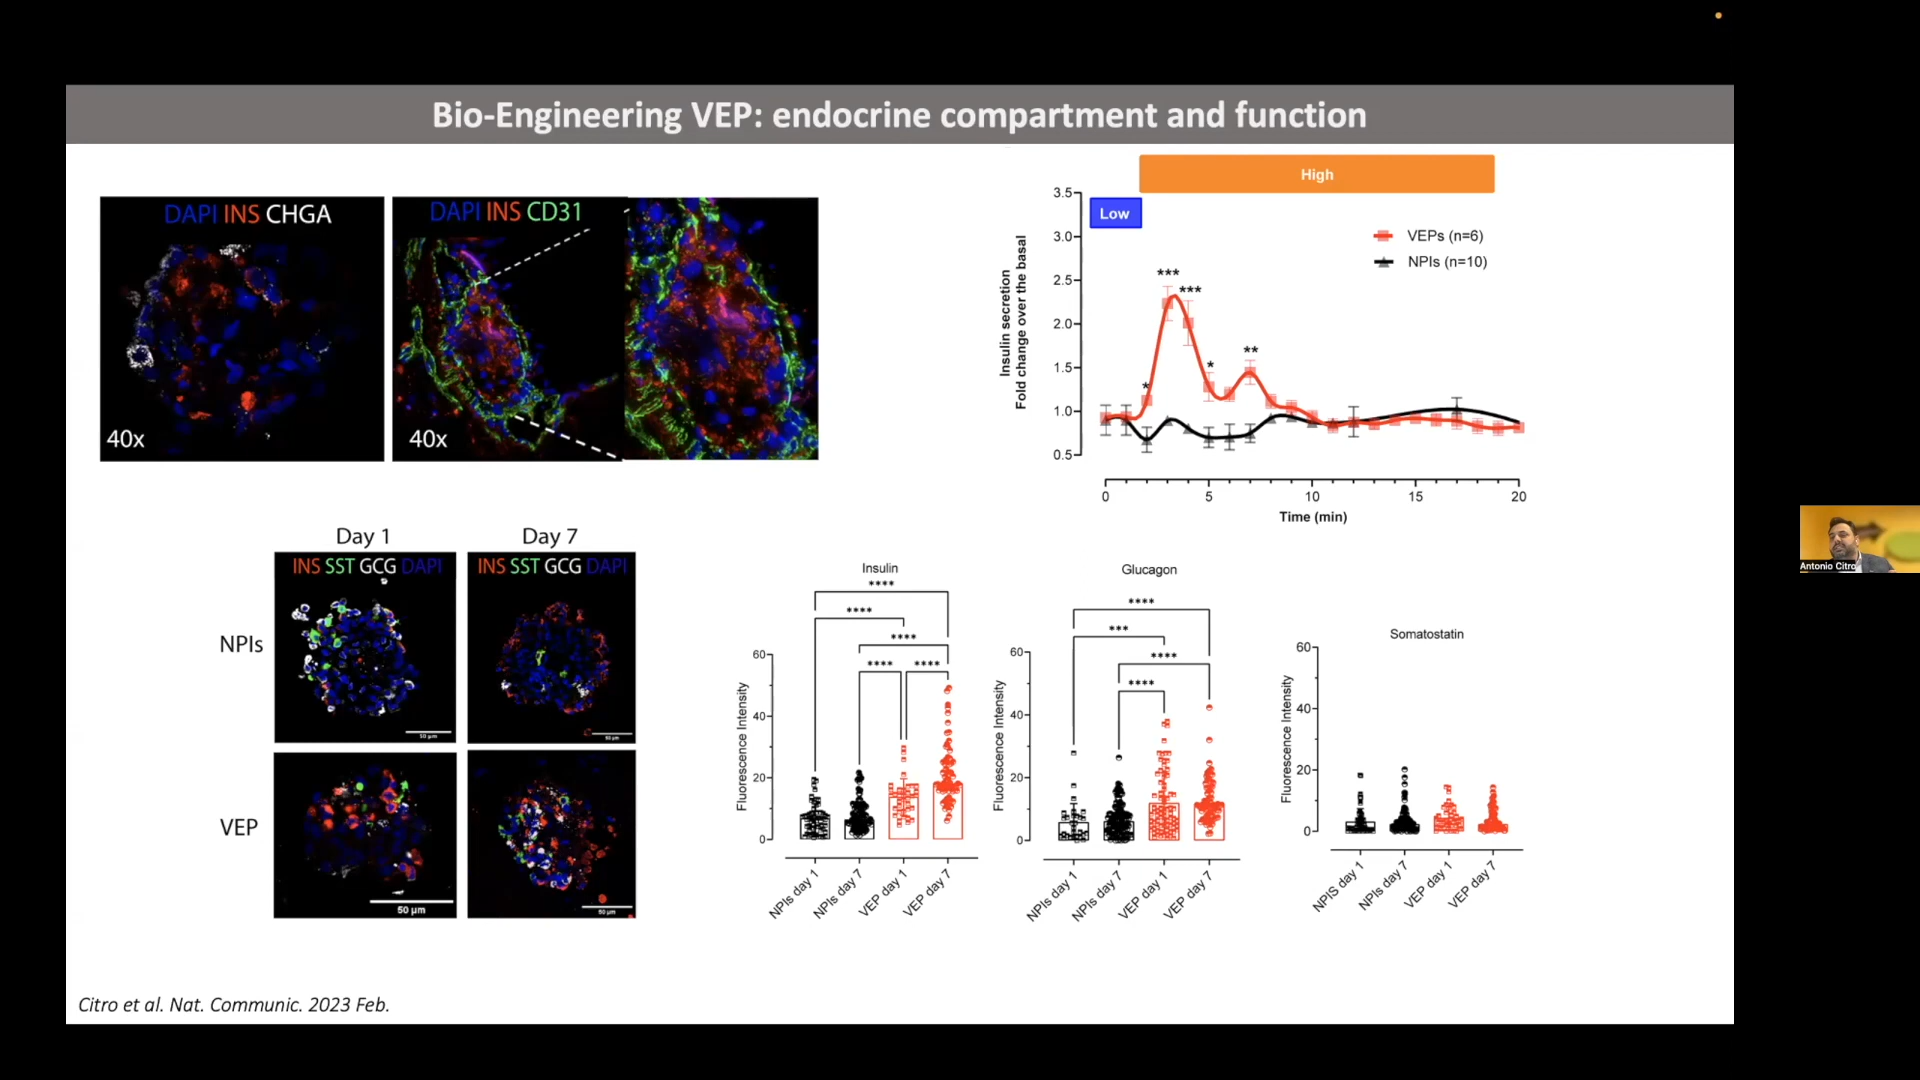 Bio-Engineering VEP: endocrine compartment and function
DAPI INS CHGA
40x
DAPI INS CD31
40x
High
Low
3.5
3.0
2.5
2.0
1.5
1.0
0.5
Insulin secretion
Fold change over the basal
VEPs (n=6)
NPIs (n=10)
***
***
*
*
**
0
5
10
15
20
Time (min)
Day 1
Day 7
INS SST GCG DAPI
INS SST GCG DAPI
NPIs
VEP
50 µm
50 µm
50 µm
50 µm
Insulin
****
****
****
****
****
60
40
20
0
Fluorescence Intensity
NPIs day 1
NPIs day 7
VEP day 1
VEP day 7
Glucagon
****
***
****
****
60
40
20
0
Fluorescence Intensity
NPIs day 1
NPIs day 7
VEP day 1
VEP day 7
Somatostatin
60
40
20
0
Fluorescence Intensity
NPIS day 1
NPIs day 7
VEP day 1
VEP day 7
Citro et al. Nat. Communic. 2023 Feb.
Antonio Citro